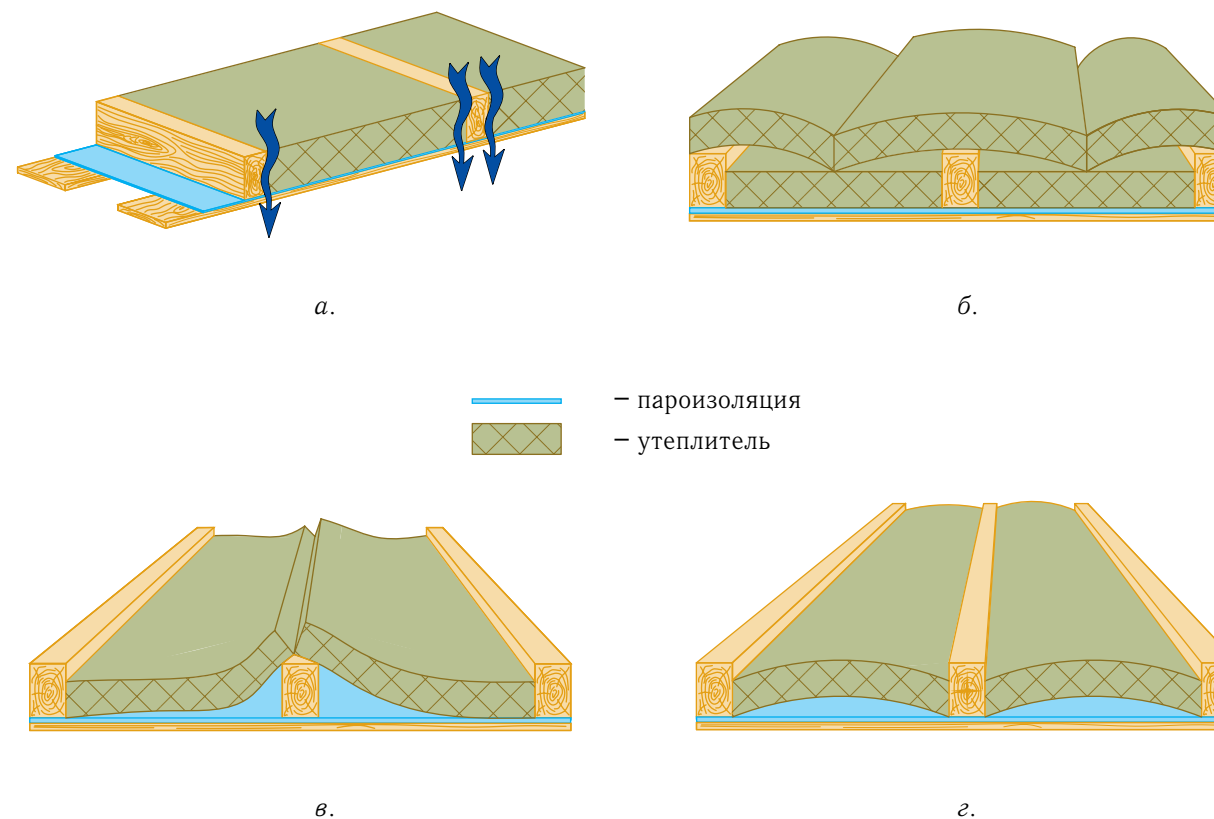 а.
б.
– пароизоляция
– утеплитель
в.
г.